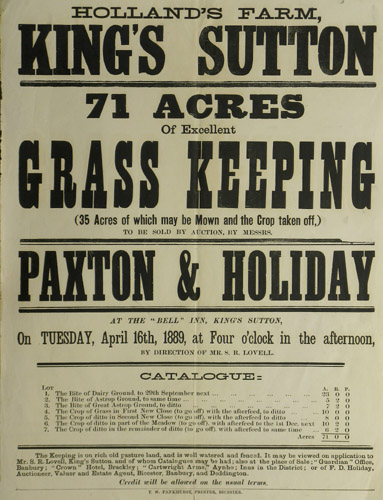 HOLLAND'S FARM,
KING'S SUTTON
71 ACRES
Of Excellent
GRASS KEEPING
(35 Acres of which may be Mown and the Crop taken off,)
TO BE SOLD BY AUCTION, BY MESSRS.
PAXTON & HOLIDAY
AT THE "BELL" INN, KING'S SUTTON,
On TUESDAY, April 16th, 1889, at Four o'clock in the afternoon,
BY DIRECTION OF MR. S. R. LOVELL.
CATALOGUE:
LOT A. R. P.
1. The Bite of Dairy Ground to 29th September next ... 23 0 0
2. The Bite of Astrop Ground, to same time ... 5 2 0
3. The Bite of Great Astrop Ground ditto ... 7 2 0
4. The Crop of Grass in First New Close (to go off) with the afterfeed, to ditto 10 0 0
5. The Crop of ditto in Second New Close (to go off) with the afterfeed to ditto 8 0 0
6. The Crop of ditto in part of the Meadow (to go off), with afterfeed to the 1st Dec. next 10 2 0
7. The Crop of ditto in the remainder of ditto (to go off) with afterfeed to same time 6 2 0
Acres 71 0 0
The Keeping is on rich old pasture land, and is well watered and fenced. It may be viewed on application to
Mr. S. R. Lovell, King's Sutton, and of whom Catalogues may be had; also at the place of Sale; "Guardian" Office,
Banbury; "Crown" Hotel, Brackley; "Cartwright Arms," Aynho; Inns in the District; or of P. D. Holiday,
Auctioneer, Valuer and Estate Agent, Bicester, Banbury, and Deddington.
Credit will be allowed on the usual terms.
PRINTER, BICESTER.